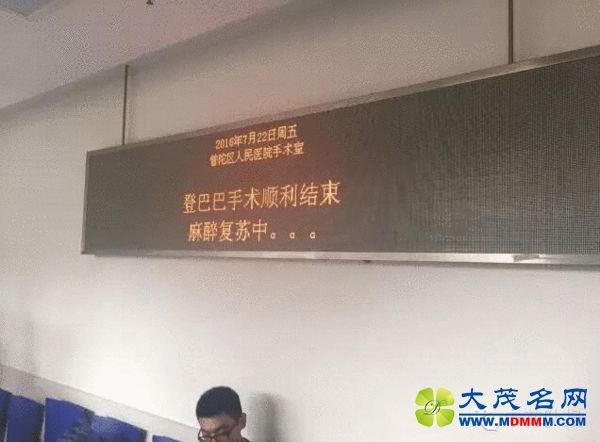 2016年7月22日周五
普陀区人民医院手术室
登巴巴手术顺利结束
麻醉复苏中。。。
大茂名网
WWW.MDMMM.COM